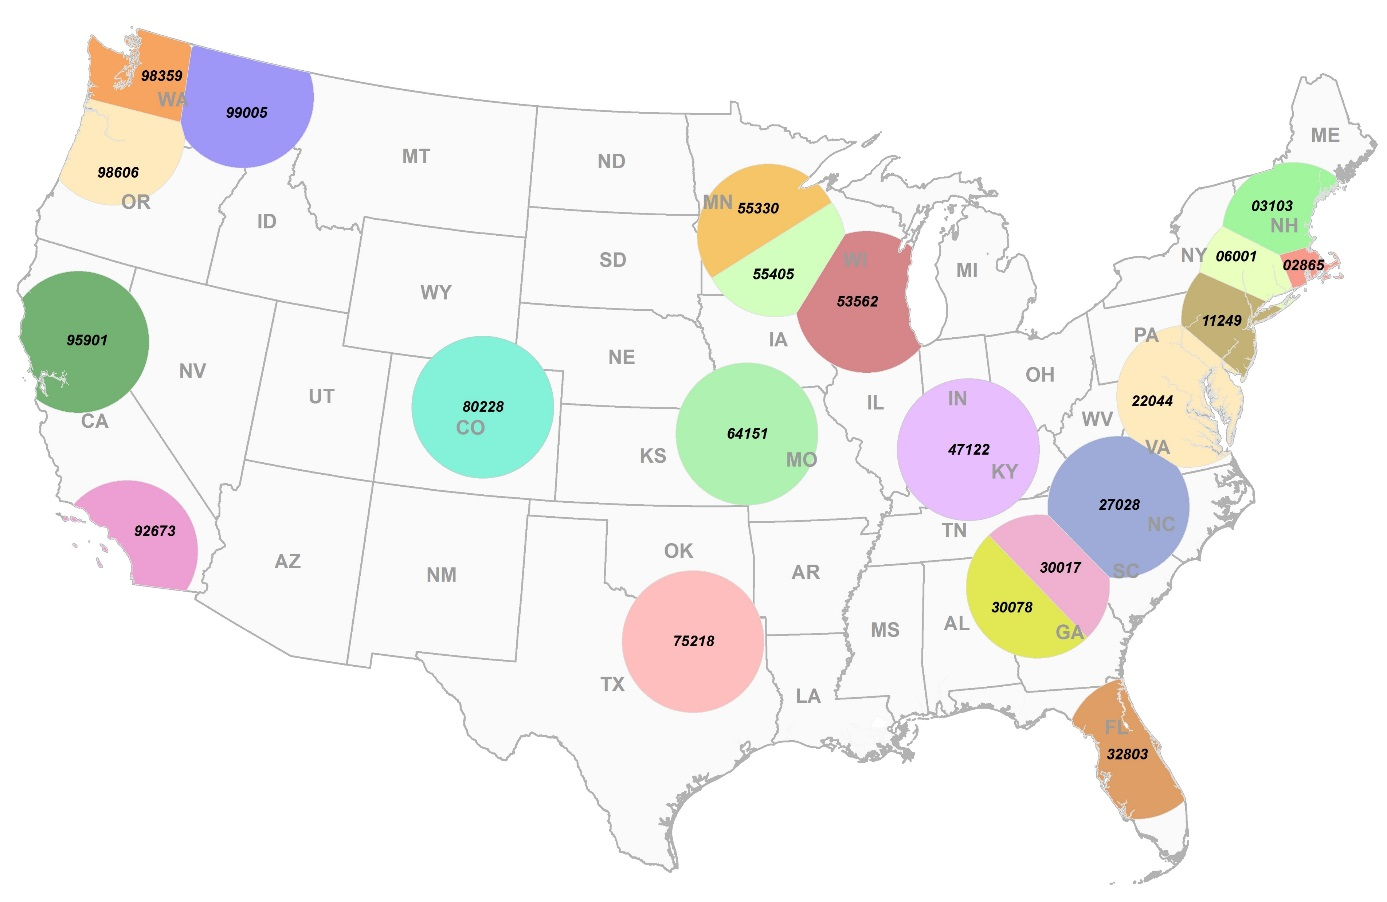 98359
WA
99005
98606
OR
MT
ID
ND
SD
WY
NE
MN
55330
55405
WI
53562
MI
ME
03103
NH
NY
06001
02865
11249
PA
22044
VA
WV
OH
IN
IL
IA
47122
KY
64151
MO
KS
80228
CO
UT
NV
95901
CA
92673
AZ
NM
OK
AR
TN
27028
NC
SC
30017
30078
GA
AL
MS
LA
75218
TX
FL
32803